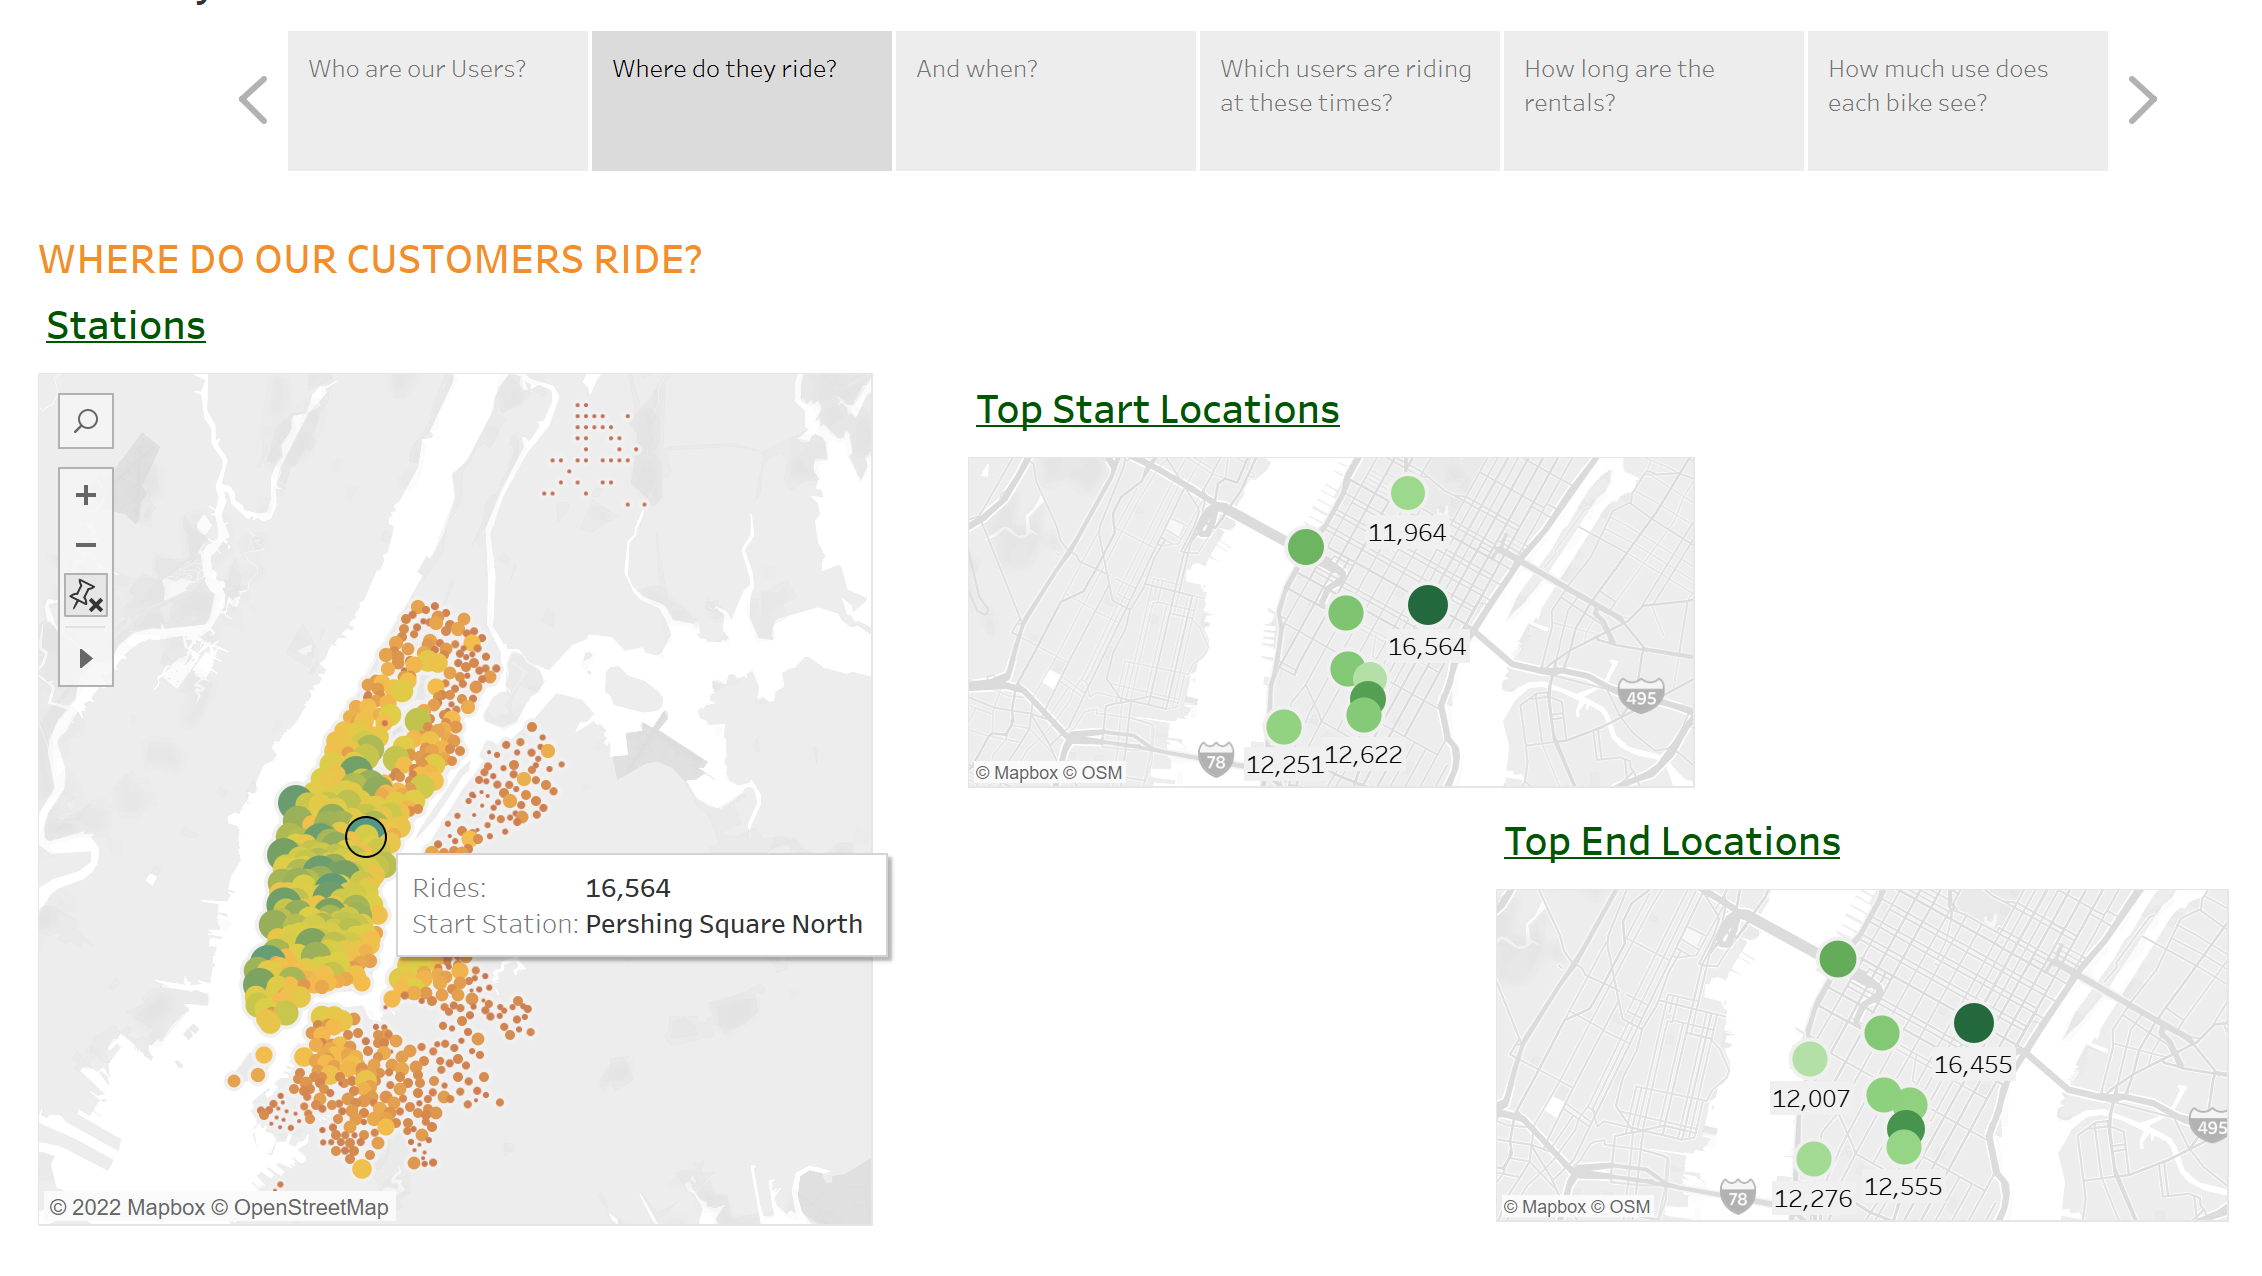 Who are our Users?
Where do they ride?
And when?
Which users are riding
at these times?
How long are the
rentals?
How much use does
each bike see?
WHERE DO OUR CUSTOMERS RIDE?
Stations
Rides: 16,564
Start Station: Pershing Square North
© 2022 Mapbox © OpenStreetMap
Top Start Locations
11,964
16,564
495
78
12,251
12,622
© Mapbox © OSM
Top End Locations
16,455
12,007
495
78
12,276
12,555
© Mapbox © OSM